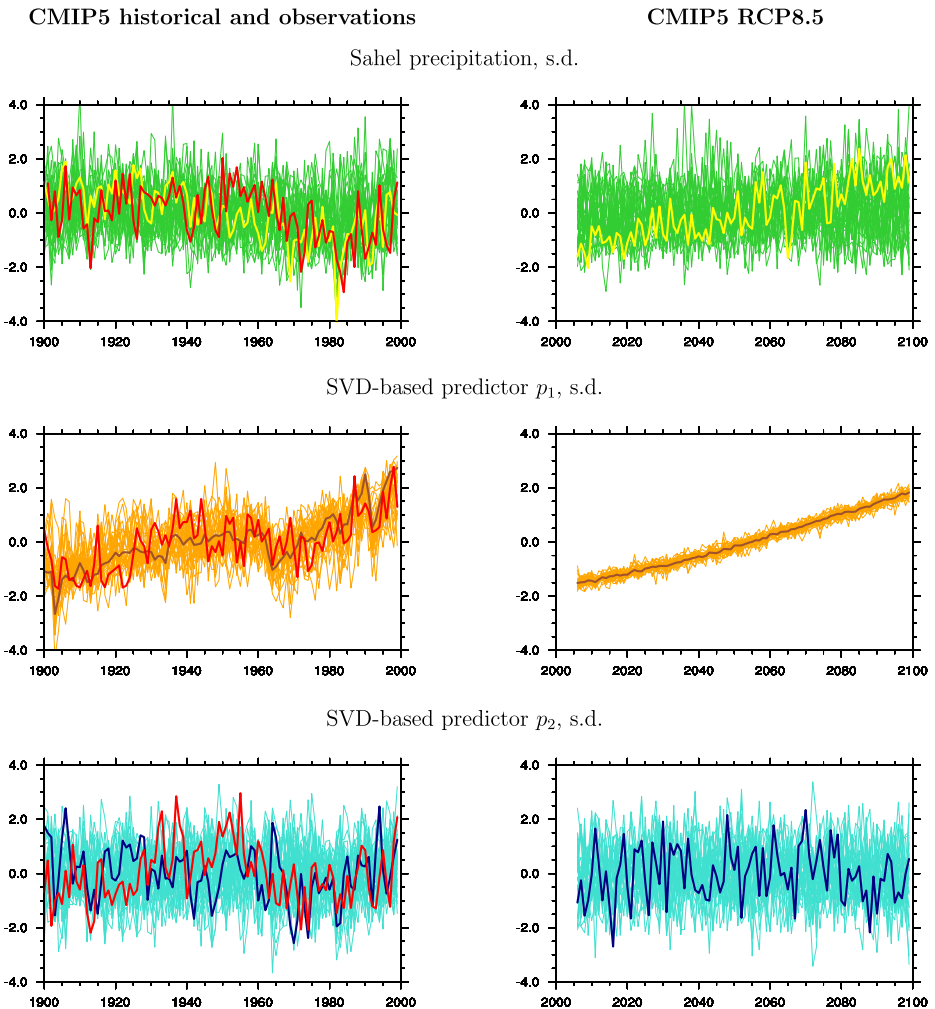 CMIP5 historical and observations
CMIP5 RCP8.5
Sahel precipitation, s.d.
4.0
2.0
0.0
-2.0
-4.0
1900 1920 1940 1960 1980 2000
4.0
2.0
0.0
-2.0
-4.0
2000 2020 2040 2060 2080 2100
SVD-based predictor p₁, s.d.
4.0
2.0
0.0
-2.0
-4.0
1900 1920 1940 1960 1980 2000
4.0
2.0
0.0
-2.0
-4.0
2000 2020 2040 2060 2080 2100
SVD-based predictor p₂, s.d.
4.0
2.0
0.0
-2.0
-4.0
1900 1920 1940 1960 1980 2000
4.0
2.0
0.0
-2.0
-4.0
2000 2020 2040 2060 2080 2100